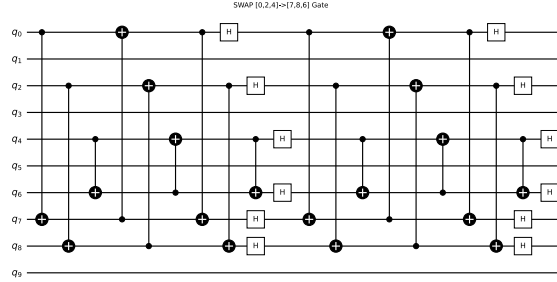 SWAP [0,2,4]->[7,8,6] Gate
q0 H H
q1
q2 H H
q3
q4 H H
q5
q6 H H
q7 H H
q8 H H
q9